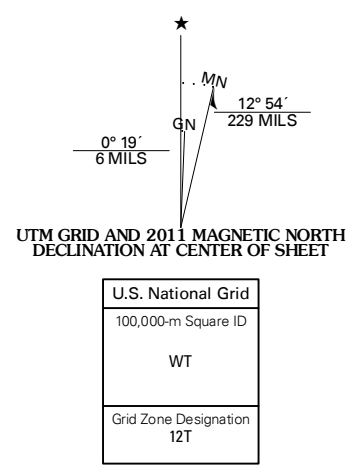 ★
MN
12° 54´
229 MILS
GN
0° 19´
6 MILS
UTM GRID AND 2011 MAGNETIC NORTH
DECLINATION AT CENTER OF SHEET
U.S. National Grid
100,000-m Square ID
WT
Grid Zone Designation
12T